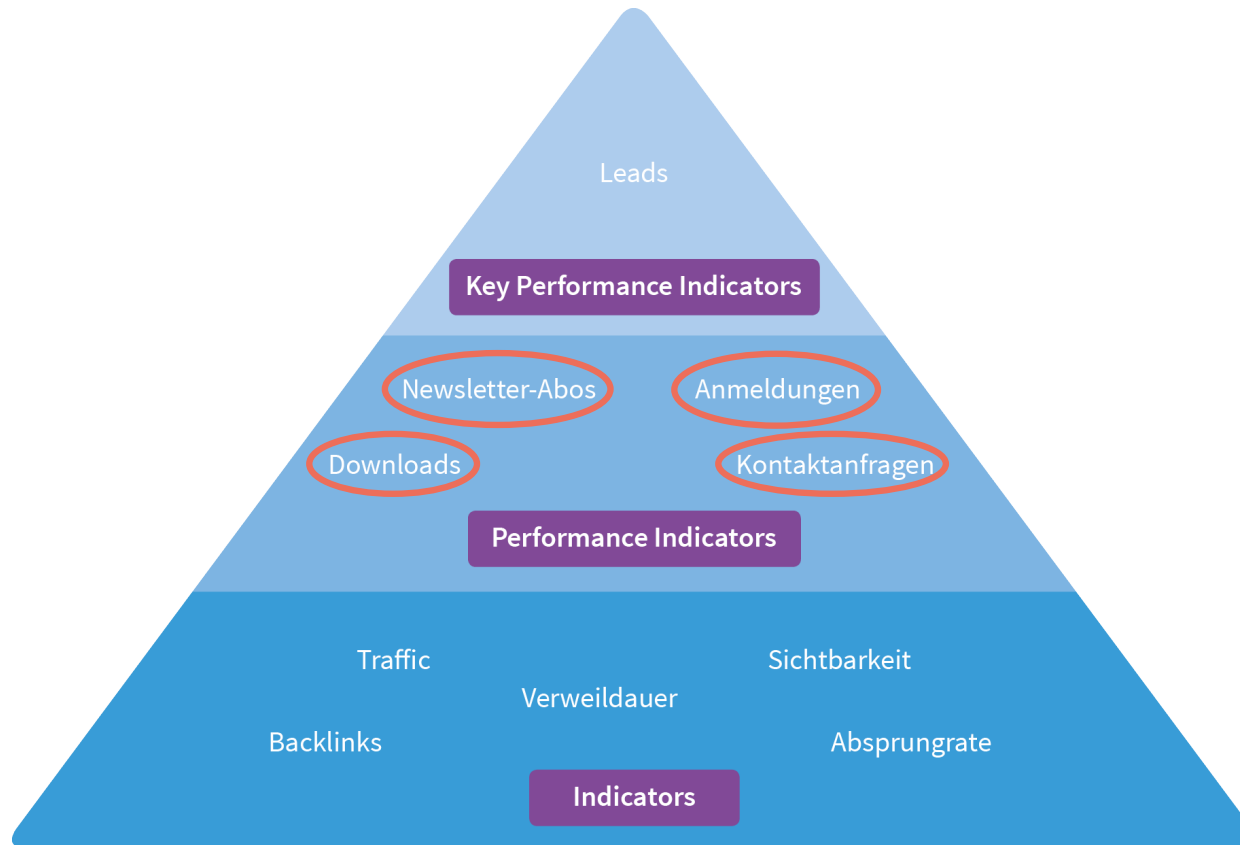 Leads
Key Performance Indicators
Newsletter-Abos
Anmeldungen
Downloads
Kontaktanfragen
Performance Indicators
Traffic
Sichtbarkeit
Verweildauer
Backlinks
Absprungrate
Indicators